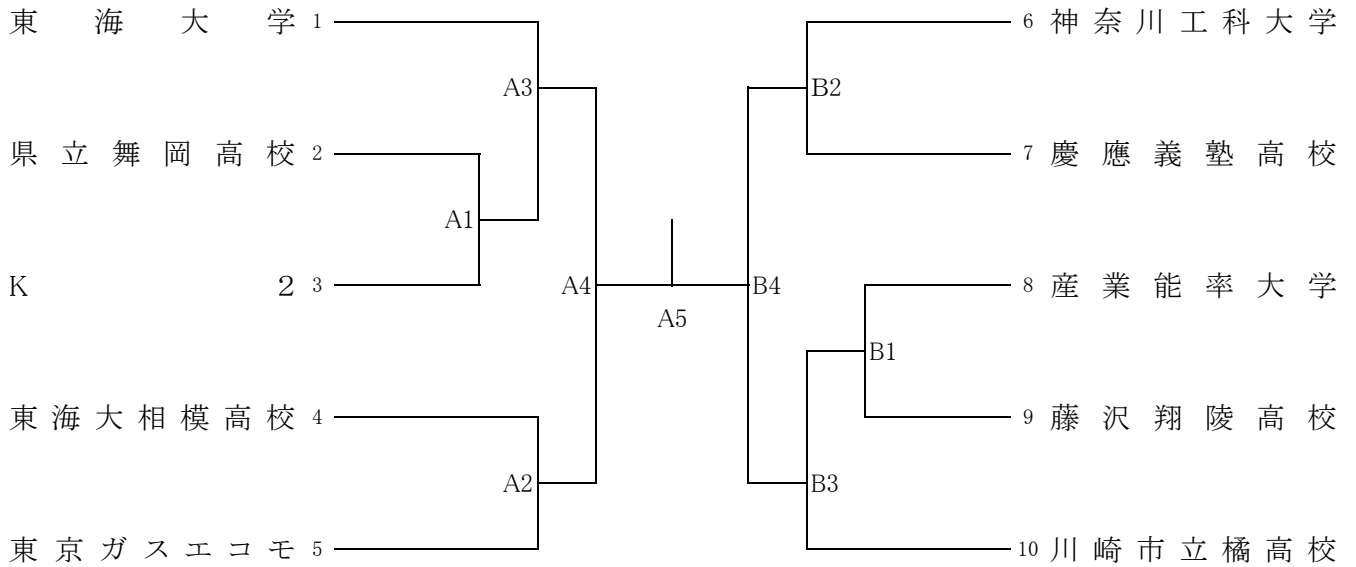 東海大学 1
6 神奈川工科大学
A3
B2
県立舞岡高校 2
7 慶應義塾高校
A1
K２ 3
A4
B4
8 産業能率大学
A5
B1
東海大相模高校 4
9 藤沢翔陵高校
A2
B3
東京ガスエコモ 5
10 川崎市立橘高校